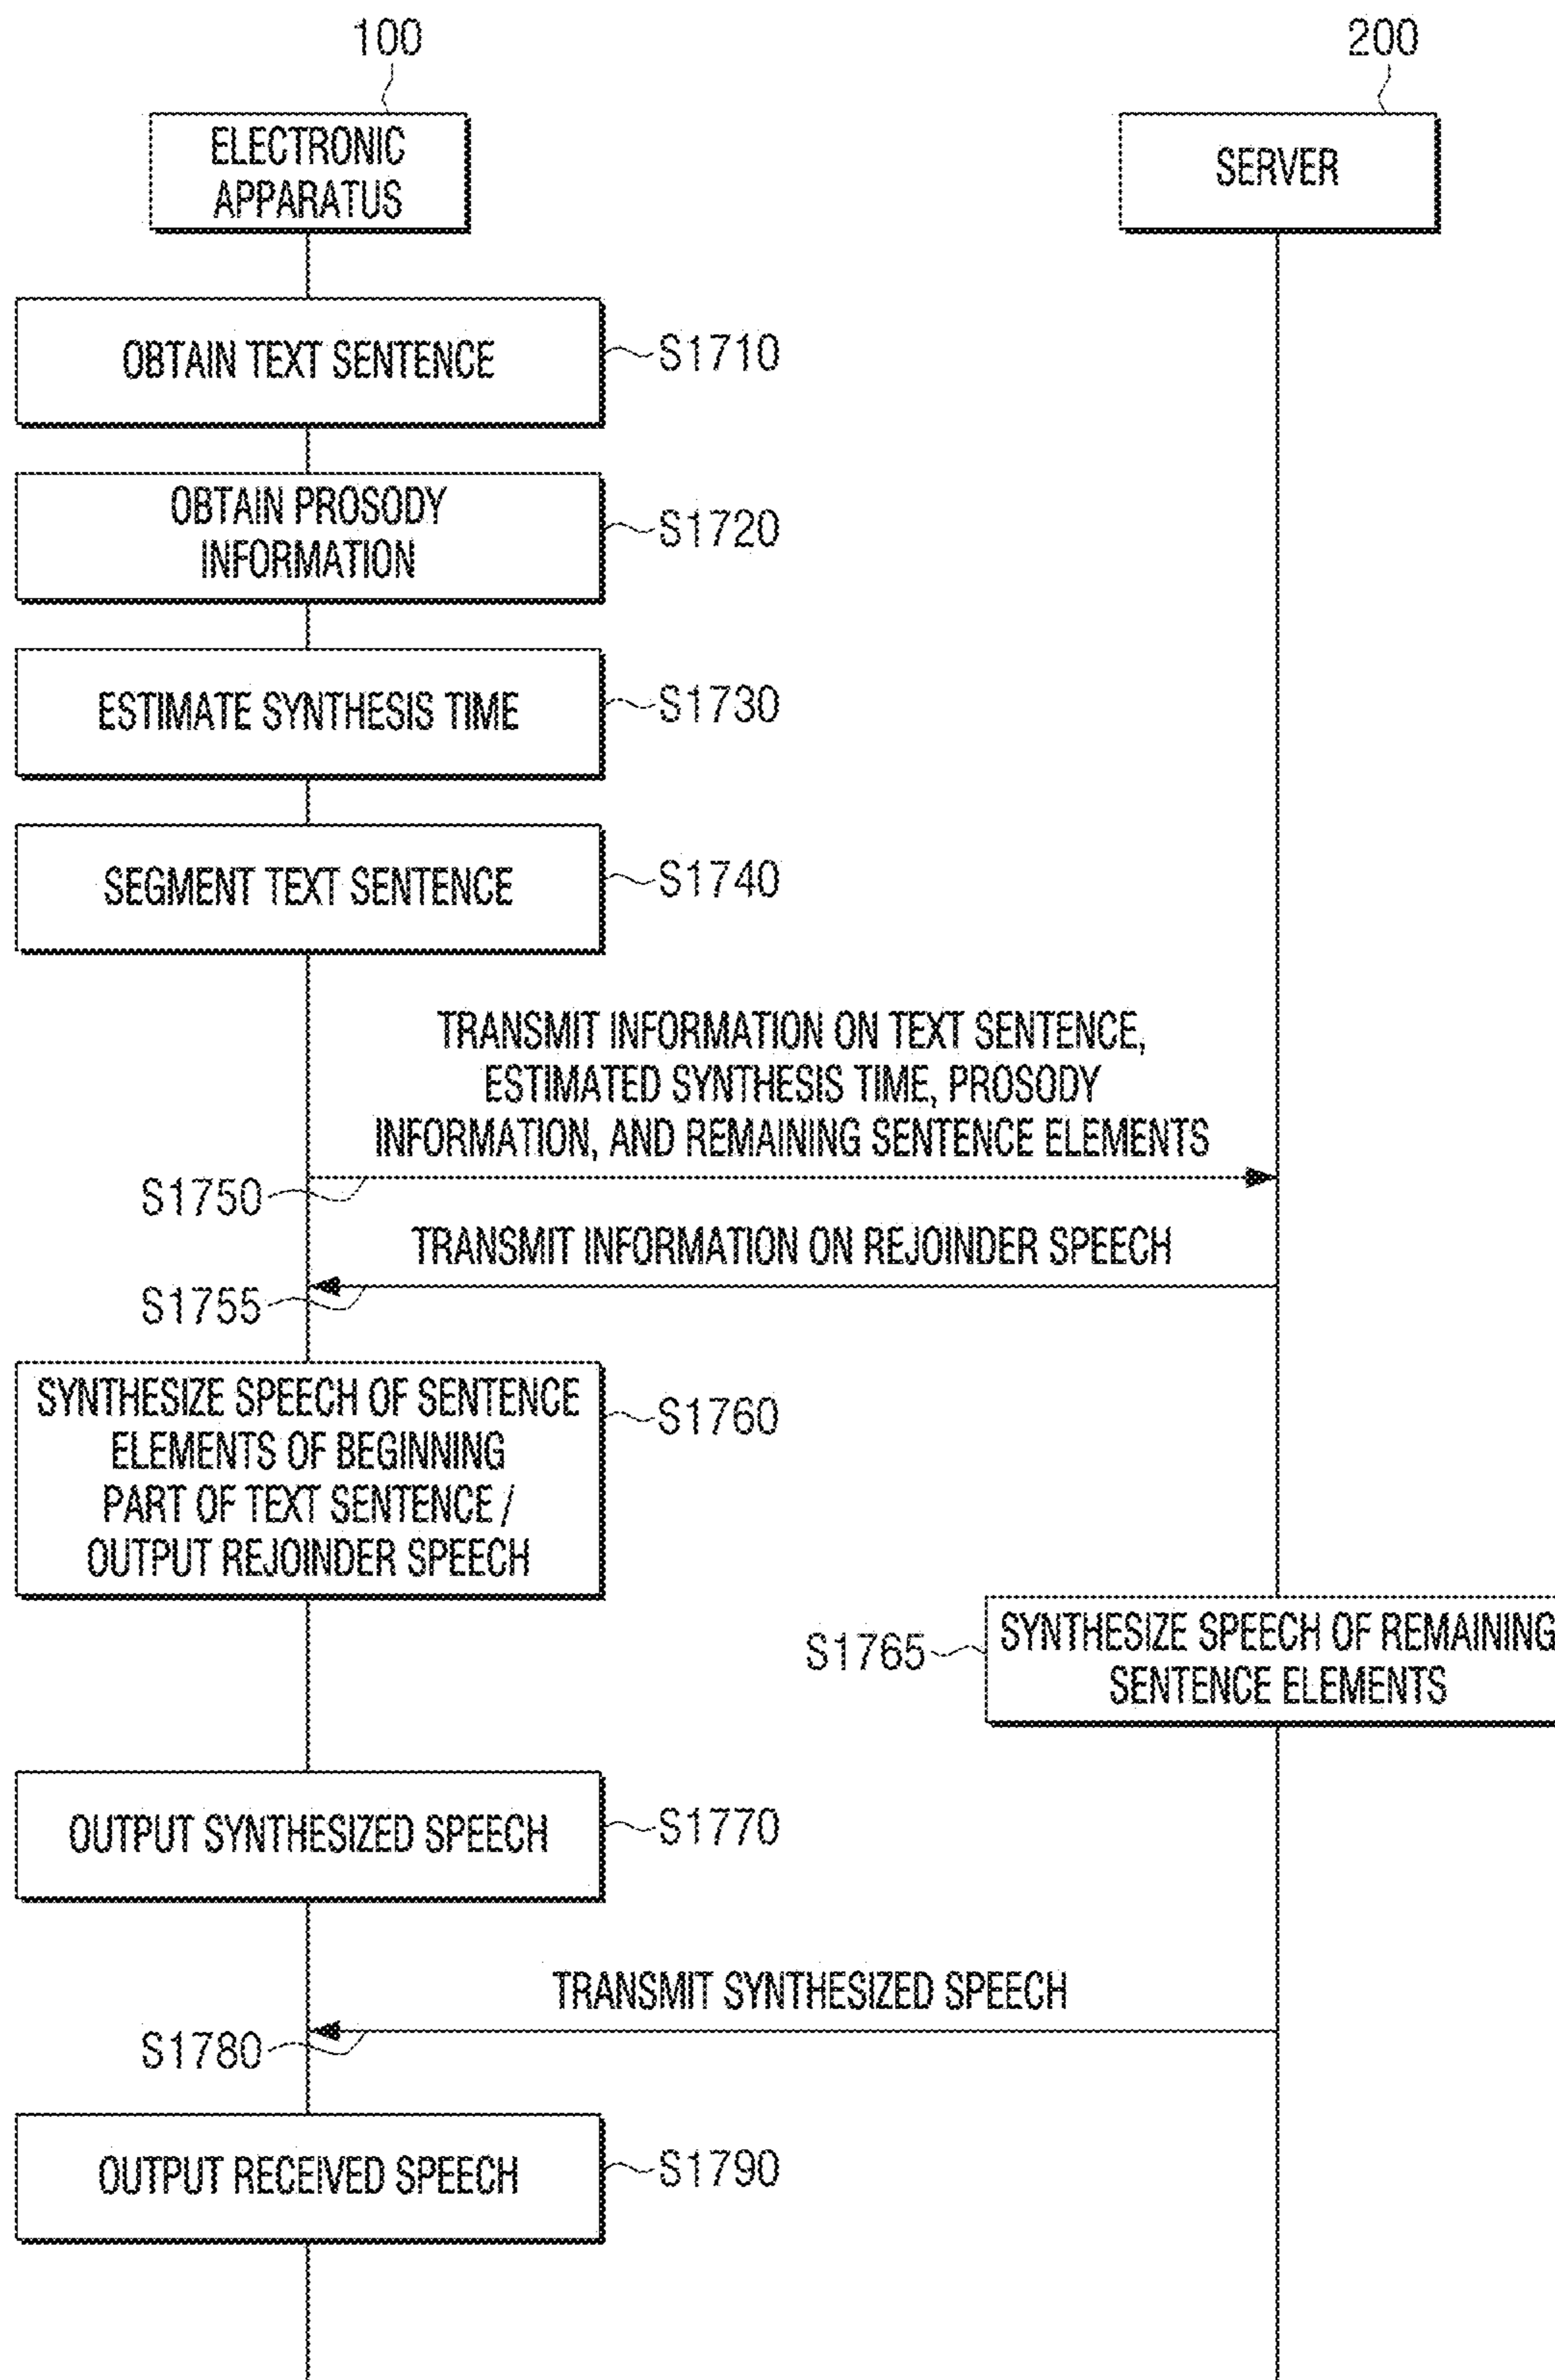 100
200
ELECTRONIC
APPARATUS
SERVER
OBTAIN TEXT SENTENCE
S1710
OBTAIN PROSODY
INFORMATION
S1720
ESTIMATE SYNTHESIS TIME
S1730
SEGMENT TEXT SENTENCE
S1740
TRANSMIT INFORMATION ON TEXT SENTENCE,
ESTIMATED SYNTHESIS TIME, PROSODY
INFORMATION, AND REMAINING SENTENCE ELEMENTS
S1750
TRANSMIT INFORMATION ON REJOINDER SPEECH
S1755
SYNTHESIZE SPEECH OF SENTENCE
ELEMENTS OF BEGINNING
PART OF TEXT SENTENCE /
OUTPUT REJOINDER SPEECH
S1760
S1765
SYNTHESIZE SPEECH OF REMAINING
SENTENCE ELEMENTS
OUTPUT SYNTHESIZED SPEECH
S1770
TRANSMIT SYNTHESIZED SPEECH
S1780
OUTPUT RECEIVED SPEECH
S1790